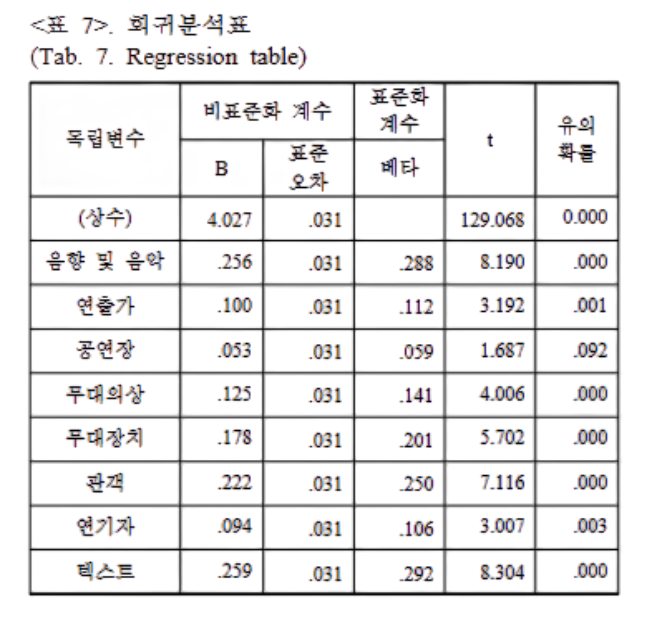 <표 7>. 회귀분석표
(Tab. 7. Regression table)
독립변수 비표준화 계수 표준화 계수 t 유의 확률
B 표준 오차 베타
(상수) 4.027 .031 129.068 0.000
음향 및 음악 .256 .031 .288 8.190 .000
연출가 .100 .031 .112 3.192 .001
공연장 .053 .031 .059 1.687 .092
무대의상 .125 .031 .141 4.006 .000
무대장치 .178 .031 .201 5.702 .000
관객 .222 .031 .250 7.116 .000
연기자 .094 .031 .106 3.007 .003
텍스트 .259 .031 .292 8.304 .000